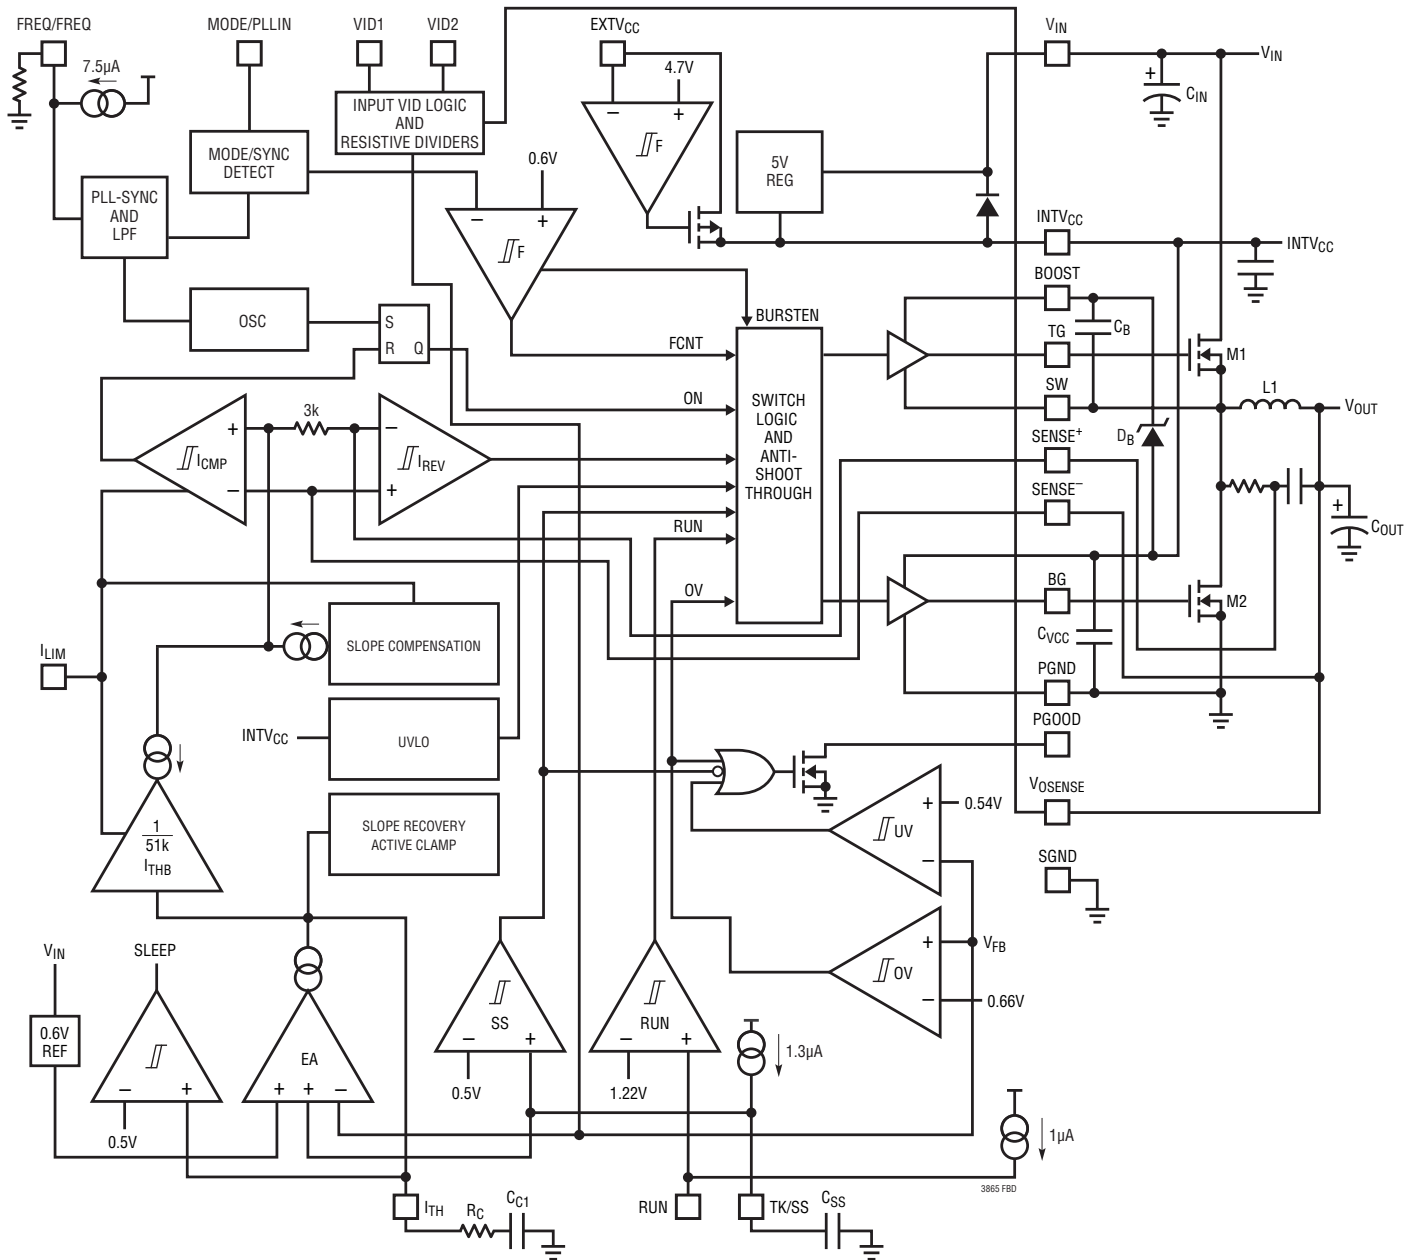 FREQ/FREQ
MODE/PLLIN
VID1
VID2
EXTVCC
VIN
VIN
7.5µA
4.7V
+
CIN
INPUT VID LOGIC
AND
RESISTIVE DIVIDERS
− +
F
MODE/SYNC
DETECT
0.6V
5V
REG
PLL-SYNC
AND
LPF
− +
F
INTVCC
INTVCC
BOOST
OSC
S
R Q
BURSTEN
CB
TG
FCNT
M1
SW
L1
VOUT
3k
ON
SWITCH
LOGIC
AND
ANTI-
SHOOT
THROUGH
+
−
ICMP
−
+
IREV
DB
SENSE+
SENSE−
+
COUT
RUN
OV
BG
M2
CVCC
ILIM
SLOPE COMPENSATION
PGND
INTVCC
UVLO
PGOOD
1
51k
ITHB
SLOPE RECOVERY
ACTIVE CLAMP
+
−
UV
0.54V
VOSENSE
SGND
VIN
SLEEP
+
−
OV
VFB
0.66V
0.6V
REF
− +
0.5V
EA
+ + −
SS
− +
0.5V
RUN
− +
1.22V
1.3µA
1µA
3865 FBD
ITH
RC
CC1
RUN
TK/SS
CSS